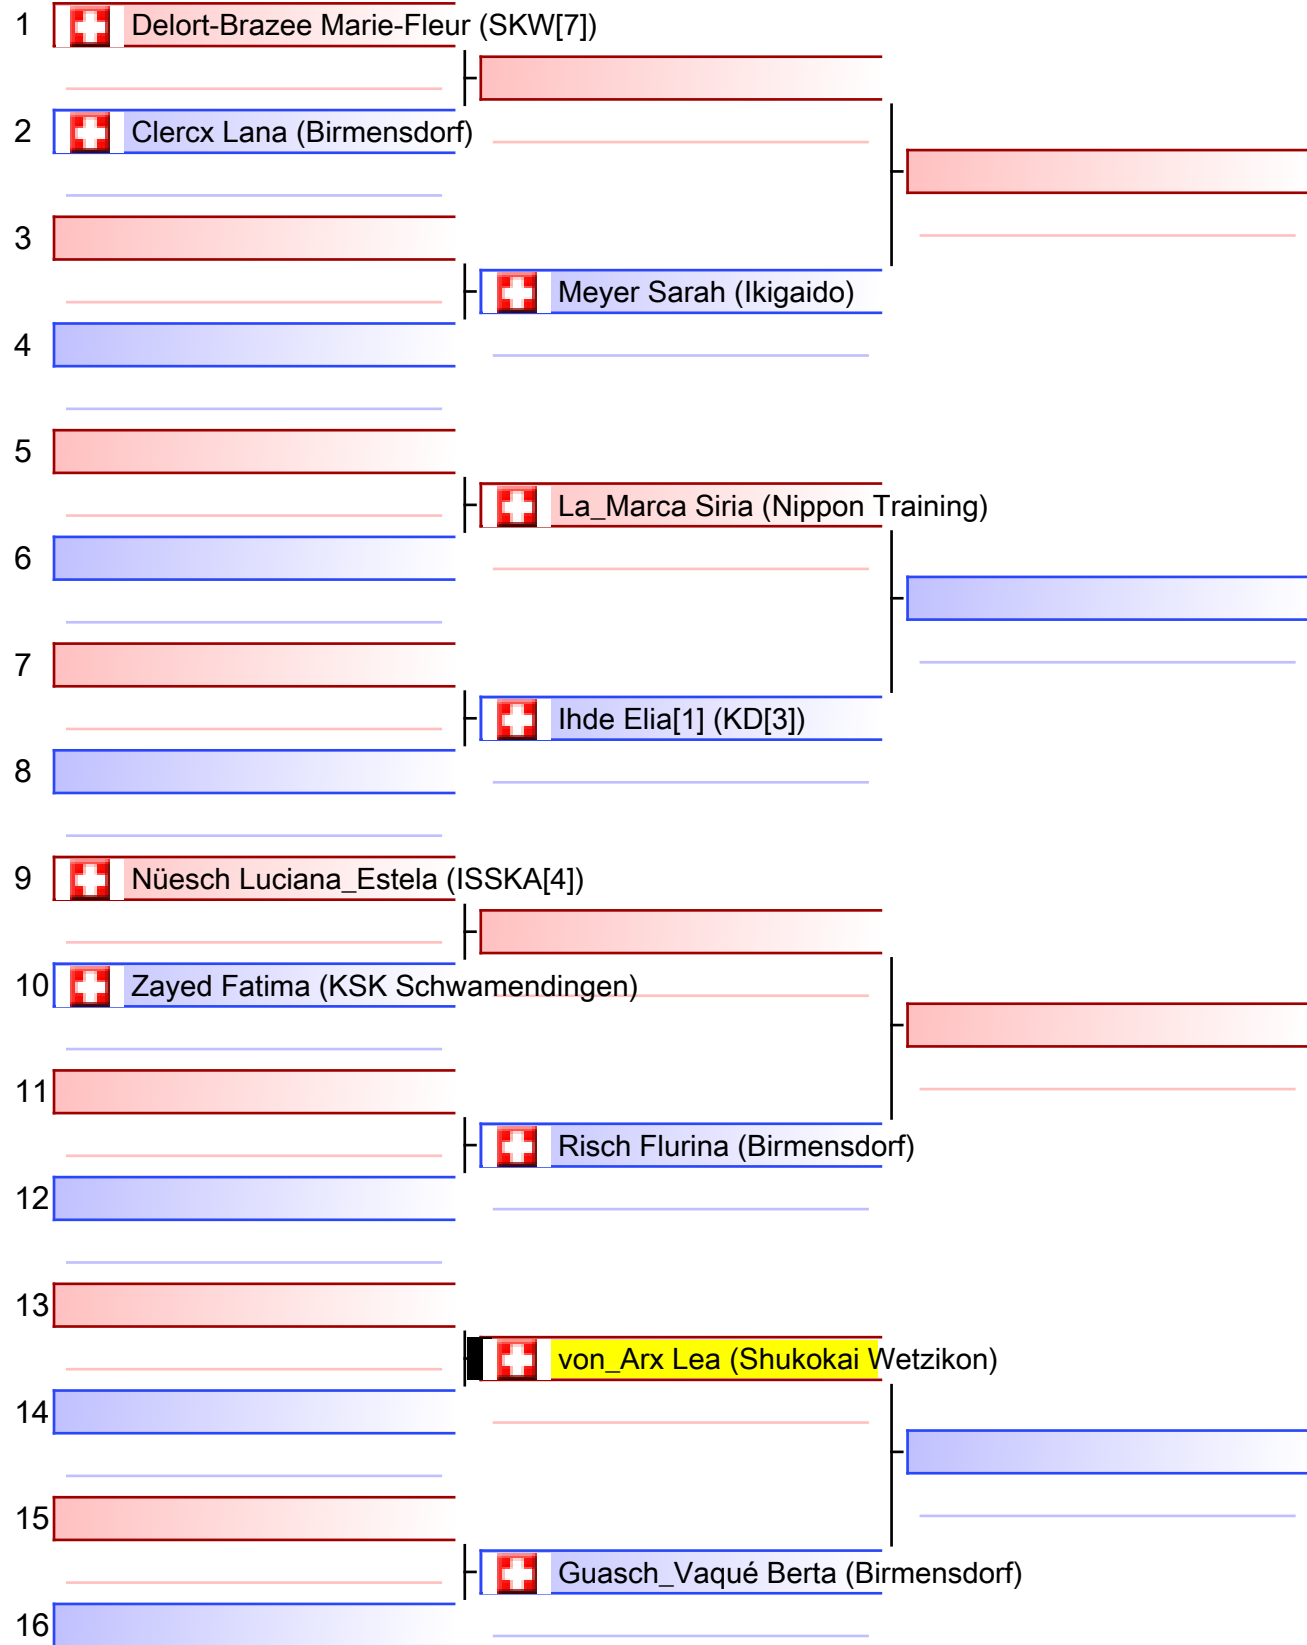 1 Delort-Brazee Marie-Fleur (SKW[7])
2 Clercx Lana (Birmensdorf)
3
Meyer Sarah (Ikigaido)
4
5
La_Marca Siria (Nippon Training)
6
7
Ihde Elia[1] (KD[3])
8
9 Nüesch Luciana_Estela (ISSKA[4])
10 Zayed Fatima (KSK Schwamendingen)
11
Risch Flurina (Birmensdorf)
12
13
von_Arx Lea (Shukokai Wetzikon)
14
15
Guasch_Vaqué Berta (Birmensdorf)
16